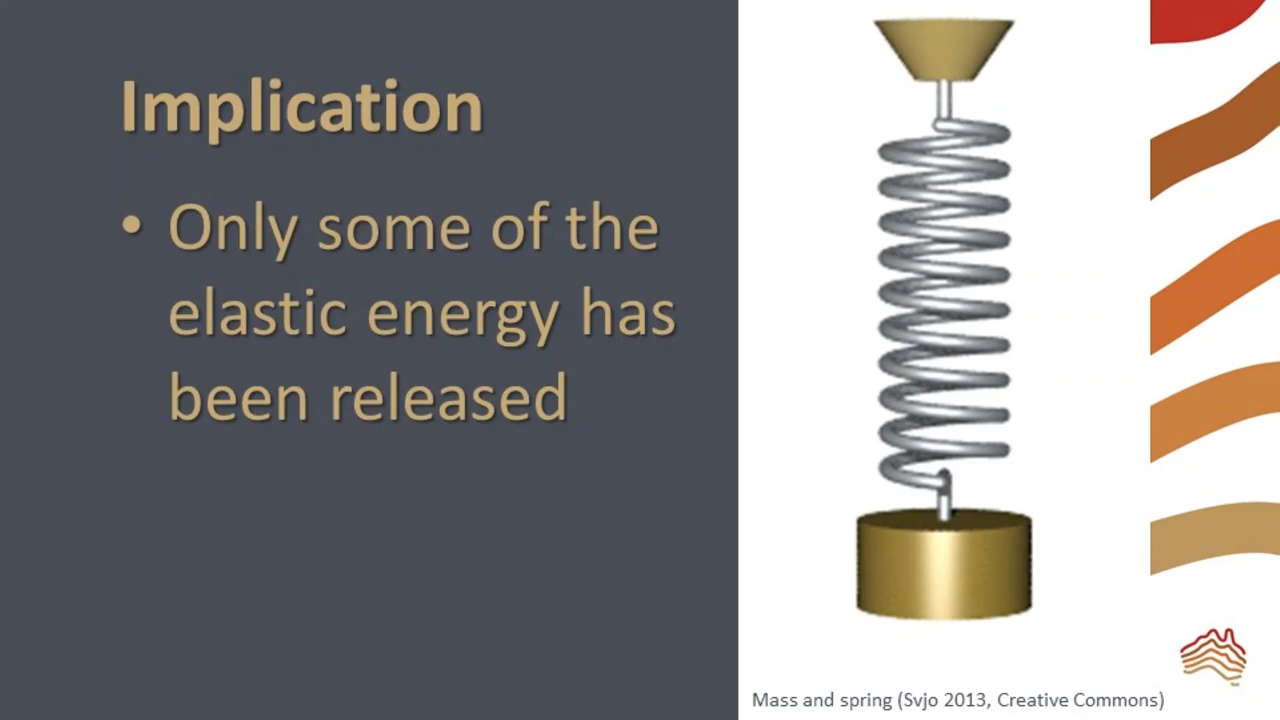 Implication
• Only some of the
elastic energy has
been released
Mass and spring (Svjo 2013, Creative Commons)